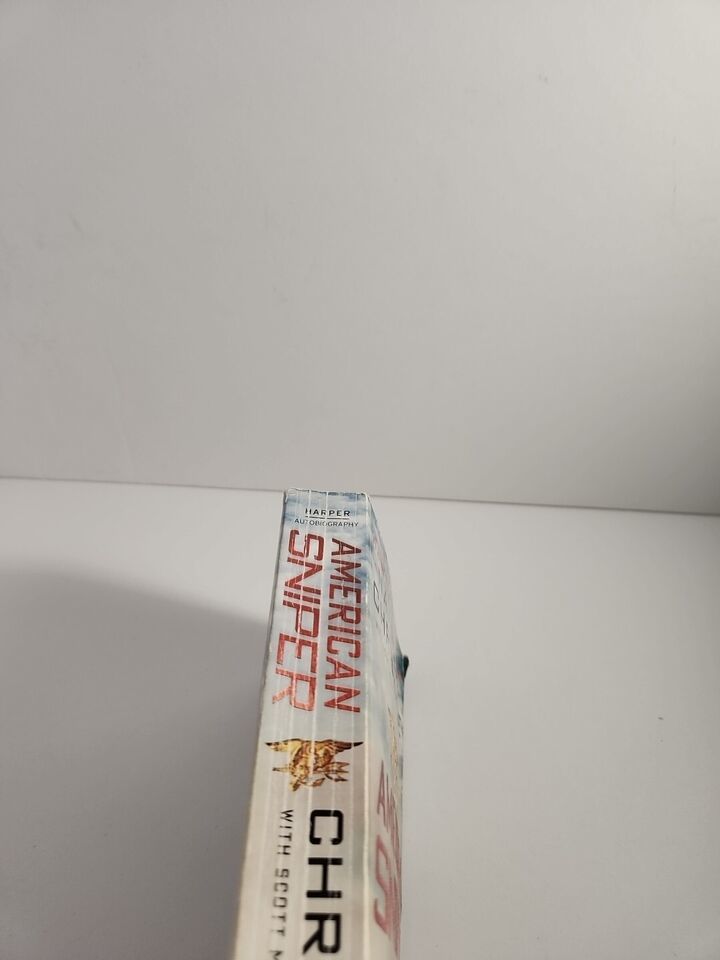 HARPER
AUTOBIOGRAPHY
AMERICAN
SNIPER
CHR
WITH SCOTT M